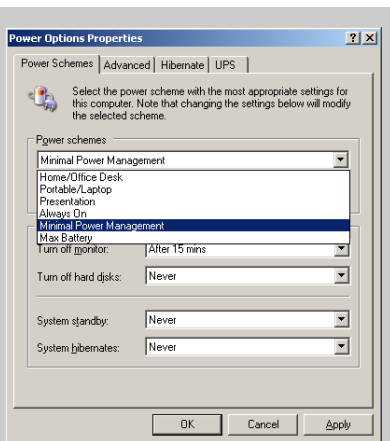 Power Options Properties
Power Schemes Advanced Hibernate UPS
Select the power scheme with the most appropriate settings for
this computer. Note that changing the settings below will modify
the selected scheme.
Power schemes
Minimal Power Management
Home/Office Desk
Portable/Laptop
Presentation
Always On
Minimal Power Management
Max Battery
Turn off monitor: After 15 mins
Turn off hard disks: Never
System standby: Never
System hibernates: Never
OK Cancel Apply